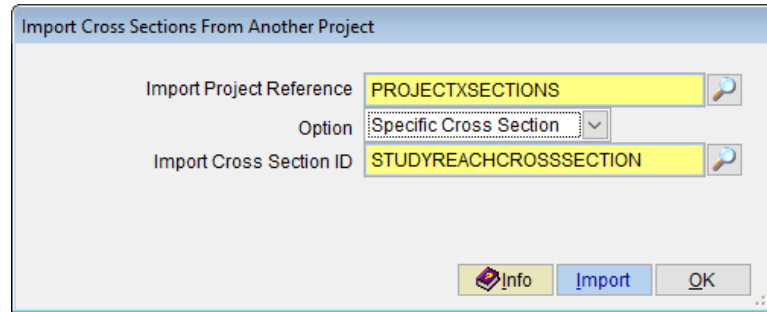 Import Cross Sections From Another Project
Import Project Reference PROJECTXSECTIONS
Option Specific Cross Section
Import Cross Section ID STUDYREACHCROSSSECTION
Info Import OK